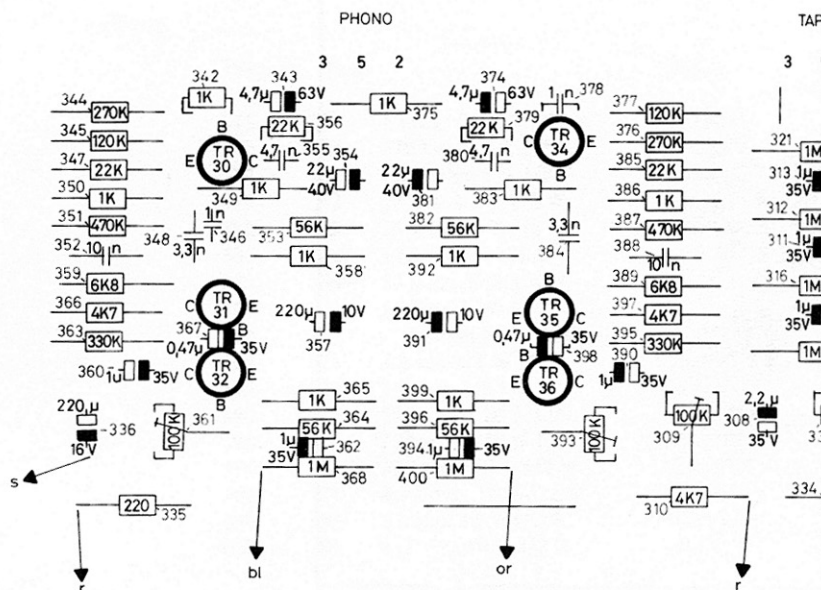 PHONO
TAP
3 5 2
3
342
1K
343
4,7µ 63V
374
4,7µ 63V
1 n 378
344 270K
345 120K
347 22K
350 1K
351 470K
352 10 n
359 6K8
366 4K7
363 330K
360 1µ 35V
B
E TR 30 C
22K 356
355
4,7 n
354
22µ 40V
349 1K
1K 375
22µ 40V 381
22K 379
380 4,7 n
383 1K
C TR 34 E
B
377 120K
376 270K
385 22K
386 1K
387 470K
388 10 n
389 6K8
397 4K7
395 330K
390 1µ 35V
321 1M
313 1µ 35V
312 1M
311 1µ 35V
316 1M
1µ 35V
1M
348 3,3n
1n 346
353 56K
1K 358
382 56K
392 1K
3,3 n 384
B
C TR 31 E
367 B
0,47µ 35V
C TR 32 E
B
220µ 10V
357
220µ 10V
391
B
E TR 35 C
0,47µ 35V
B 398
E TR 36 C
1K 365
56K 364
1µ 35V 362
1M 368
399 1K
396 56K
394 1µ 35V
400 1M
220µ
336
16V
100K 361
393 100K
100K 309
2,2µ
308
35V
s
220 335
310 4K7
334
r
bl
or
r